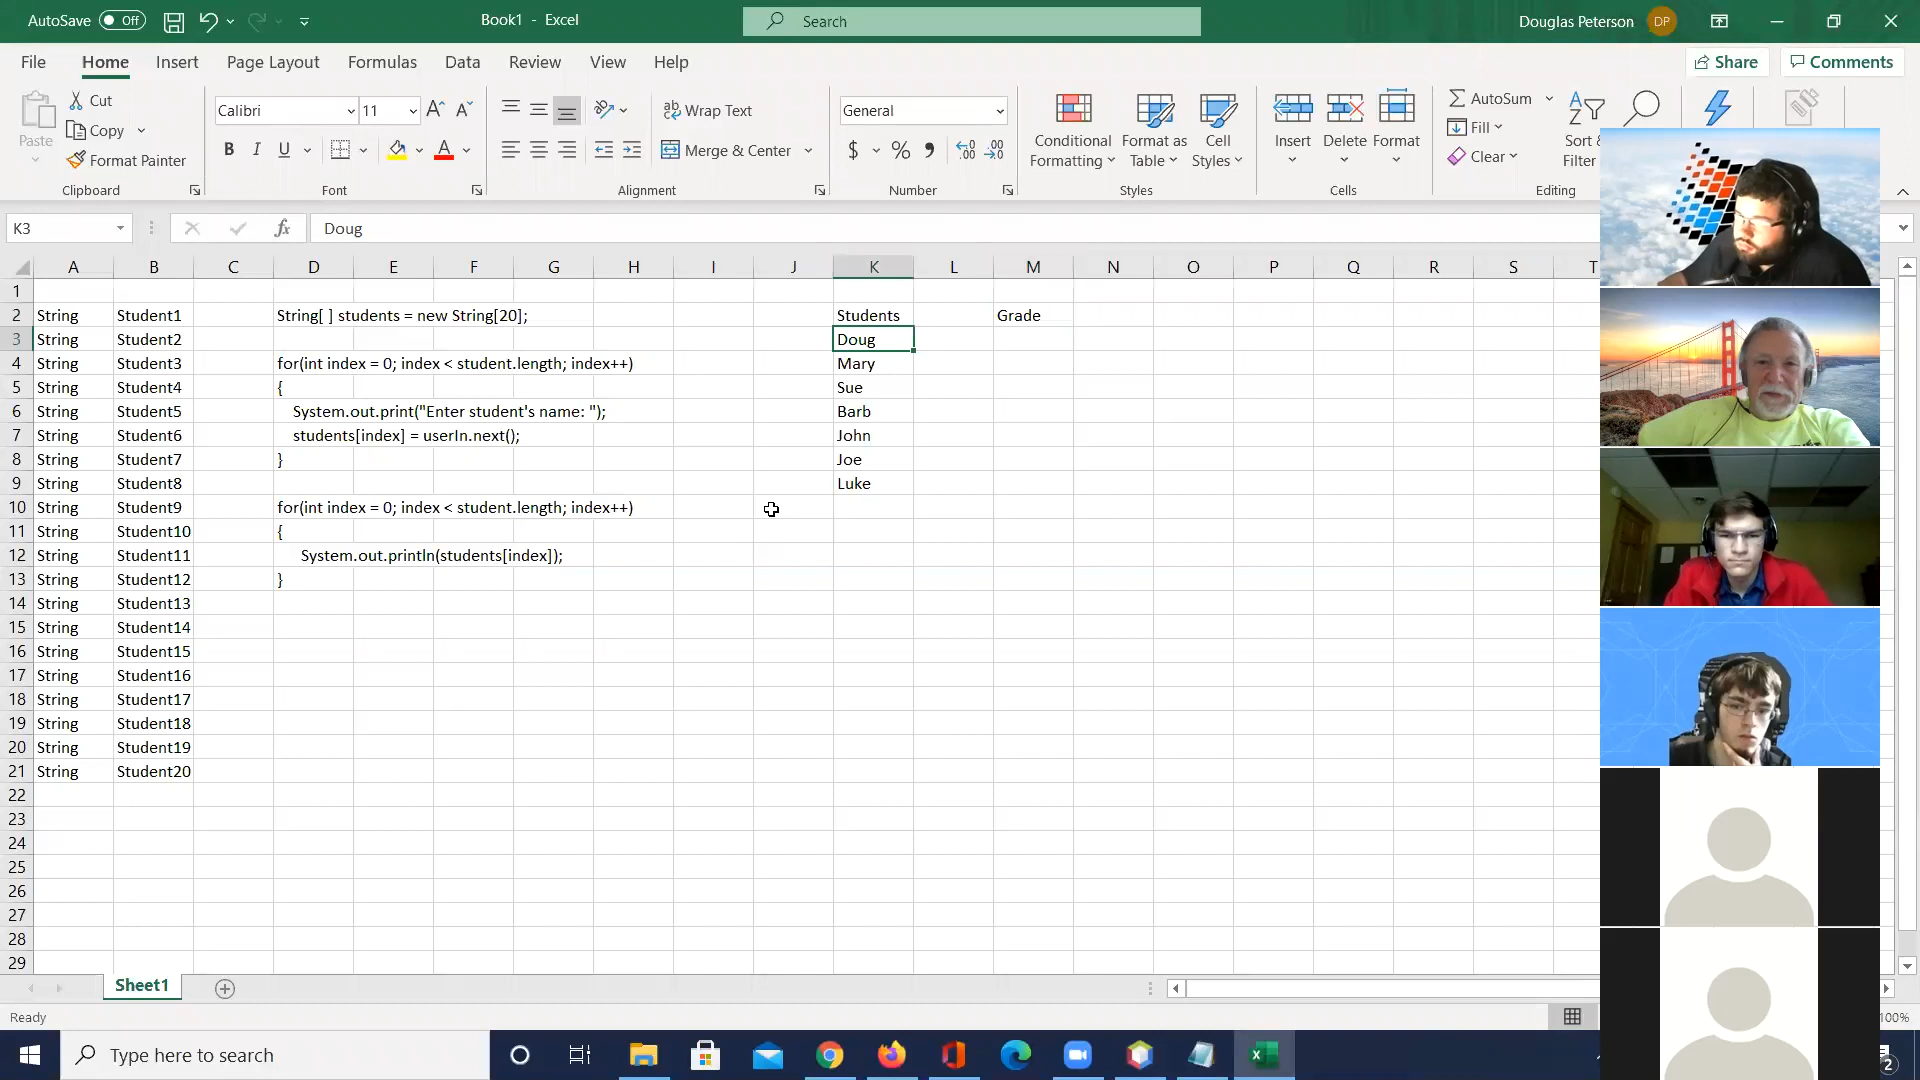 AutoSave Off
Book1 - Excel
Search
Douglas Peterson DP
File Home Insert Page Layout Formulas Data Review View Help
Share Comments
Paste
Cut
Copy
Format Painter
Clipboard
Calibri 11
B I U A
Font
Wrap Text
Merge & Center
Alignment
General
$ % 9
Number
Conditional Formatting
Format as Table
Cell Styles
Styles
Insert Delete Format
Cells
AutoSum
Fill
Clear
Sort &
Filter
Editing
K3 fx Doug
A B C D E F G H I J K L M N O P Q R S T
1
2 String Student1 String[ ] students = new String[20]; Students Grade
3 String Student2 Doug
4 String Student3 for(int index = 0; index < student.length; index++) Mary
5 String Student4 { Sue
6 String Student5 System.out.print("Enter student's name: "); Barb
7 String Student6 students[index] = userIn.next(); John
8 String Student7 } Joe
9 String Student8 Luke
10 String Student9 for(int index = 0; index < student.length; index++)
11 String Student10 {
12 String Student11 System.out.println(students[index]);
13 String Student12 }
14 String Student13
15 String Student14
16 String Student15
17 String Student16
18 String Student17
19 String Student18
20 String Student19
21 String Student20
22
23
24
25
26
27
28
29
Sheet1
Ready
100%
Type here to search
2